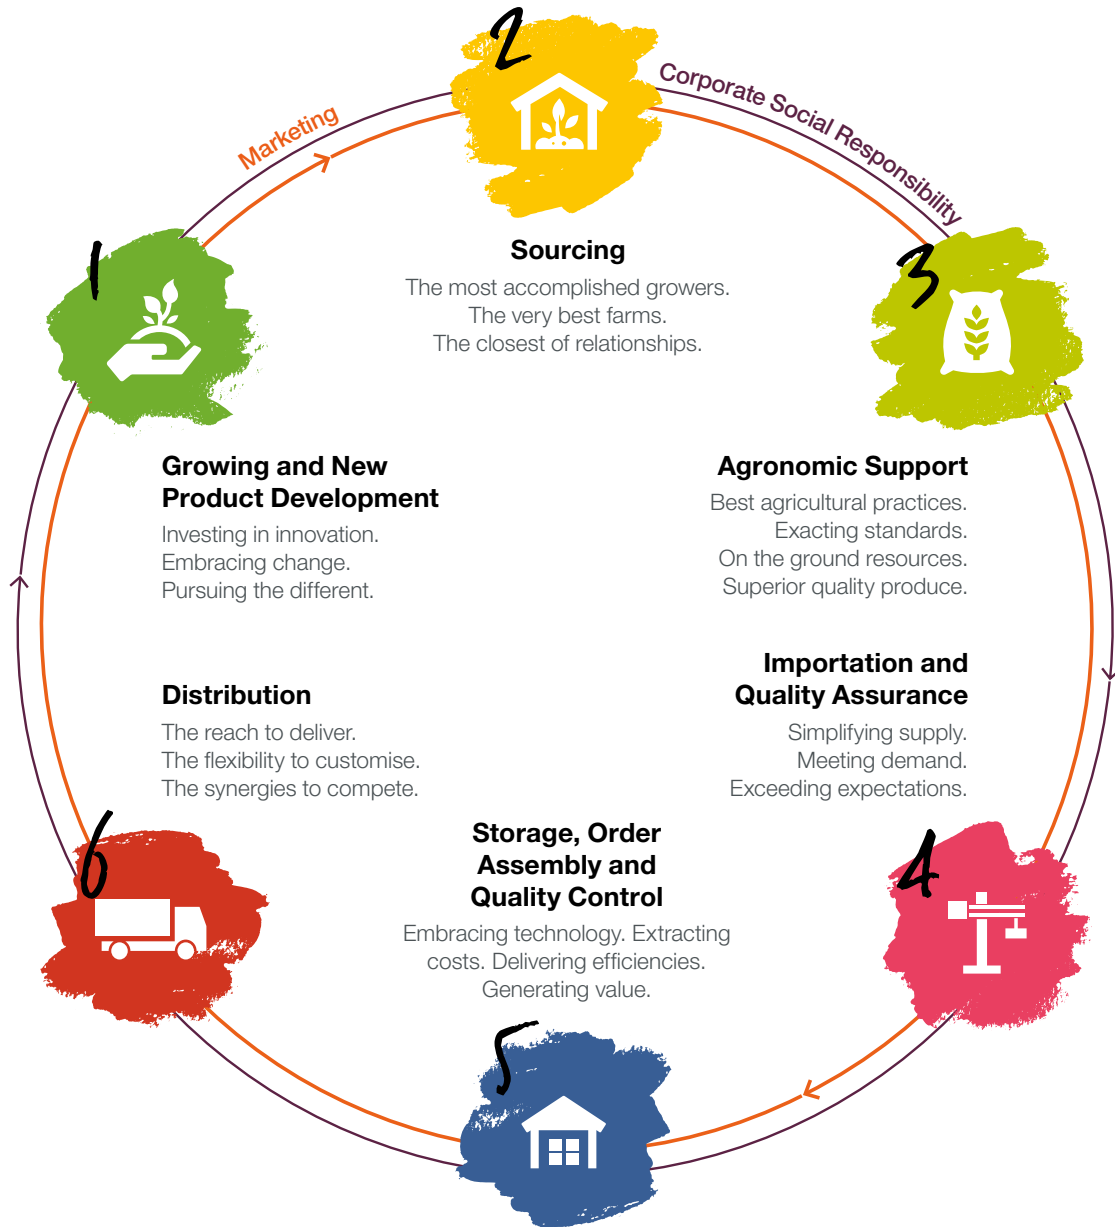 2
Marketing
Corporate Social Responsibility
1
3
Sourcing
The most accomplished growers.
The very best farms.
The closest of relationships.
Growing and New
Product Development
Investing in innovation.
Embracing change.
Pursuing the different.
Agronomic Support
Best agricultural practices.
Exacting standards.
On the ground resources.
Superior quality produce.
Distribution
The reach to deliver.
The flexibility to customise.
The synergies to compete.
Importation and
Quality Assurance
Simplifying supply.
Meeting demand.
Exceeding expectations.
6
4
Storage, Order
Assembly and
Quality Control
Embracing technology. Extracting
costs. Delivering efficiencies.
Generating value.
5